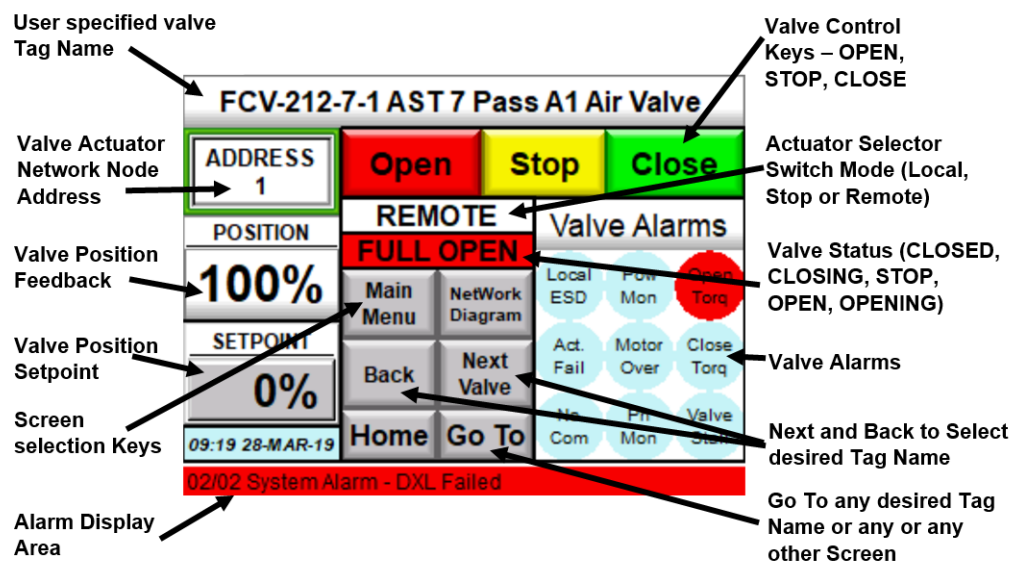 User specified valve
Tag Name
Valve Control
Keys – OPEN,
STOP, CLOSE
FCV-212-7-1 AST 7 Pass A1 Air Valve
Valve Actuator
Network Node
Address
ADDRESS
1
Open
Stop
Close
Actuator Selector
Switch Mode (Local,
Stop or Remote)
REMOTE
Valve Alarms
POSITION
FULL OPEN
Valve Position
Feedback
100%
Valve Status (CLOSED,
CLOSING, STOP,
OPEN, OPENING)
Main
Menu
NetWork
Diagram
Local
ESD
Pow
Mon
Open
Torq
Valve Position
Setpoint
SETPOINT
0%
Back
Next
Valve
Act.
Fail
Motor
Over
Close
Torq
Valve Alarms
Screen
selection Keys
09:19 28-MAR-19
Home
Go To
No
Com
PH
Mon
Valve
Stall
Next and Back to Select
desired Tag Name
02/02 System Alarm - DXL Failed
Alarm Display
Area
Go To any desired Tag
Name or any or any
other Screen